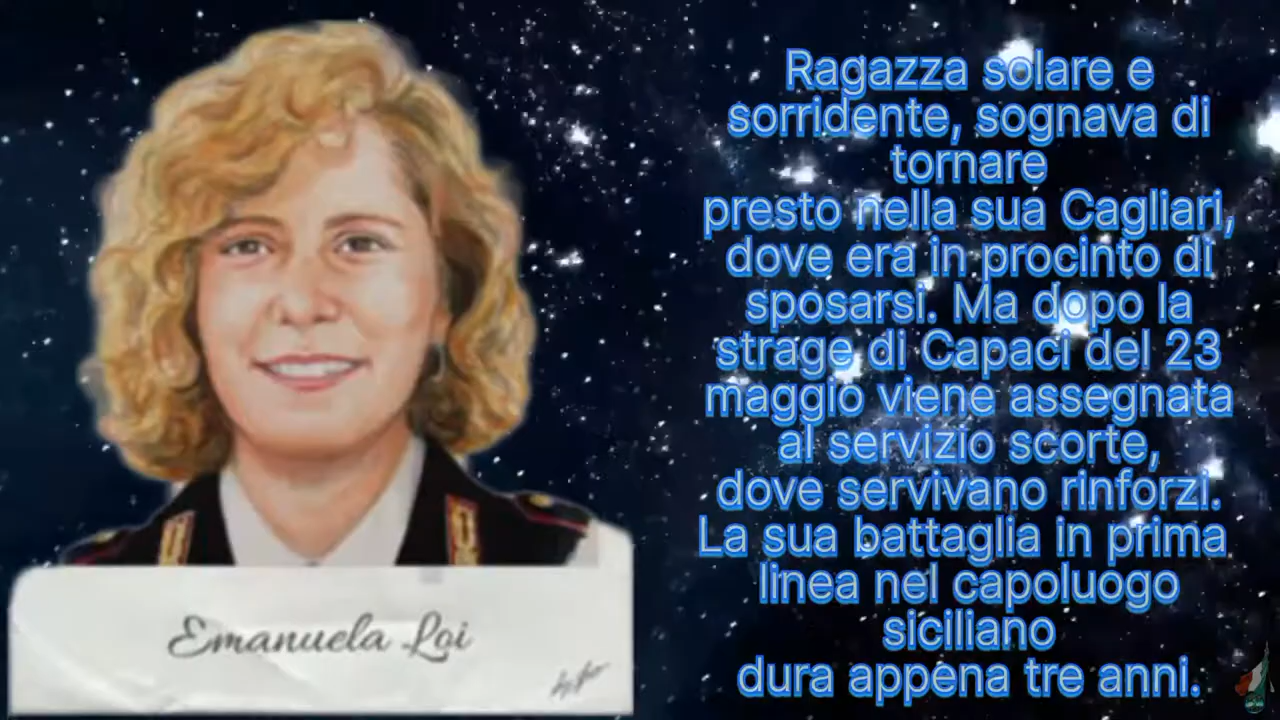 Ragazza solare e
sorridente, sognava di
tornare
presto nella sua Cagliari,
dove era in procinto di
sposarsi. Ma dopo la
strage di Capaci del 23
maggio viene assegnata
al servizio scorte,
dove servivano rinforzi.
La sua battaglia in prima
linea nel capoluogo
siciliano
dura appena tre anni.
Emanuela Loi